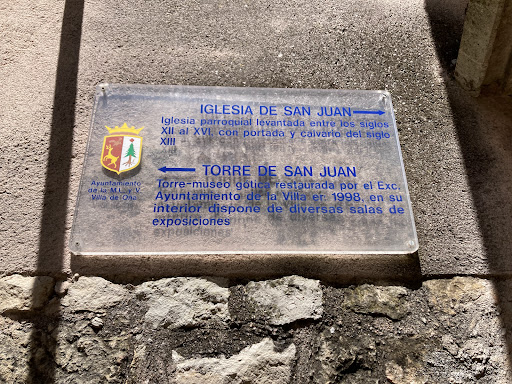 IGLESIA DE SAN JUAN
Iglesia parroquial levantada entre los siglos
XII al XVI, con portada y calvario del siglo
XIII
TORRE DE SAN JUAN
Torre-museo gótica restaurada por el Exc.
Ayuntamiento de la Villa en 1998, en su
interior dispone de diversas salas de
exposiciones
Ayuntamiento
de la M.L. y V.
Villa de Oña